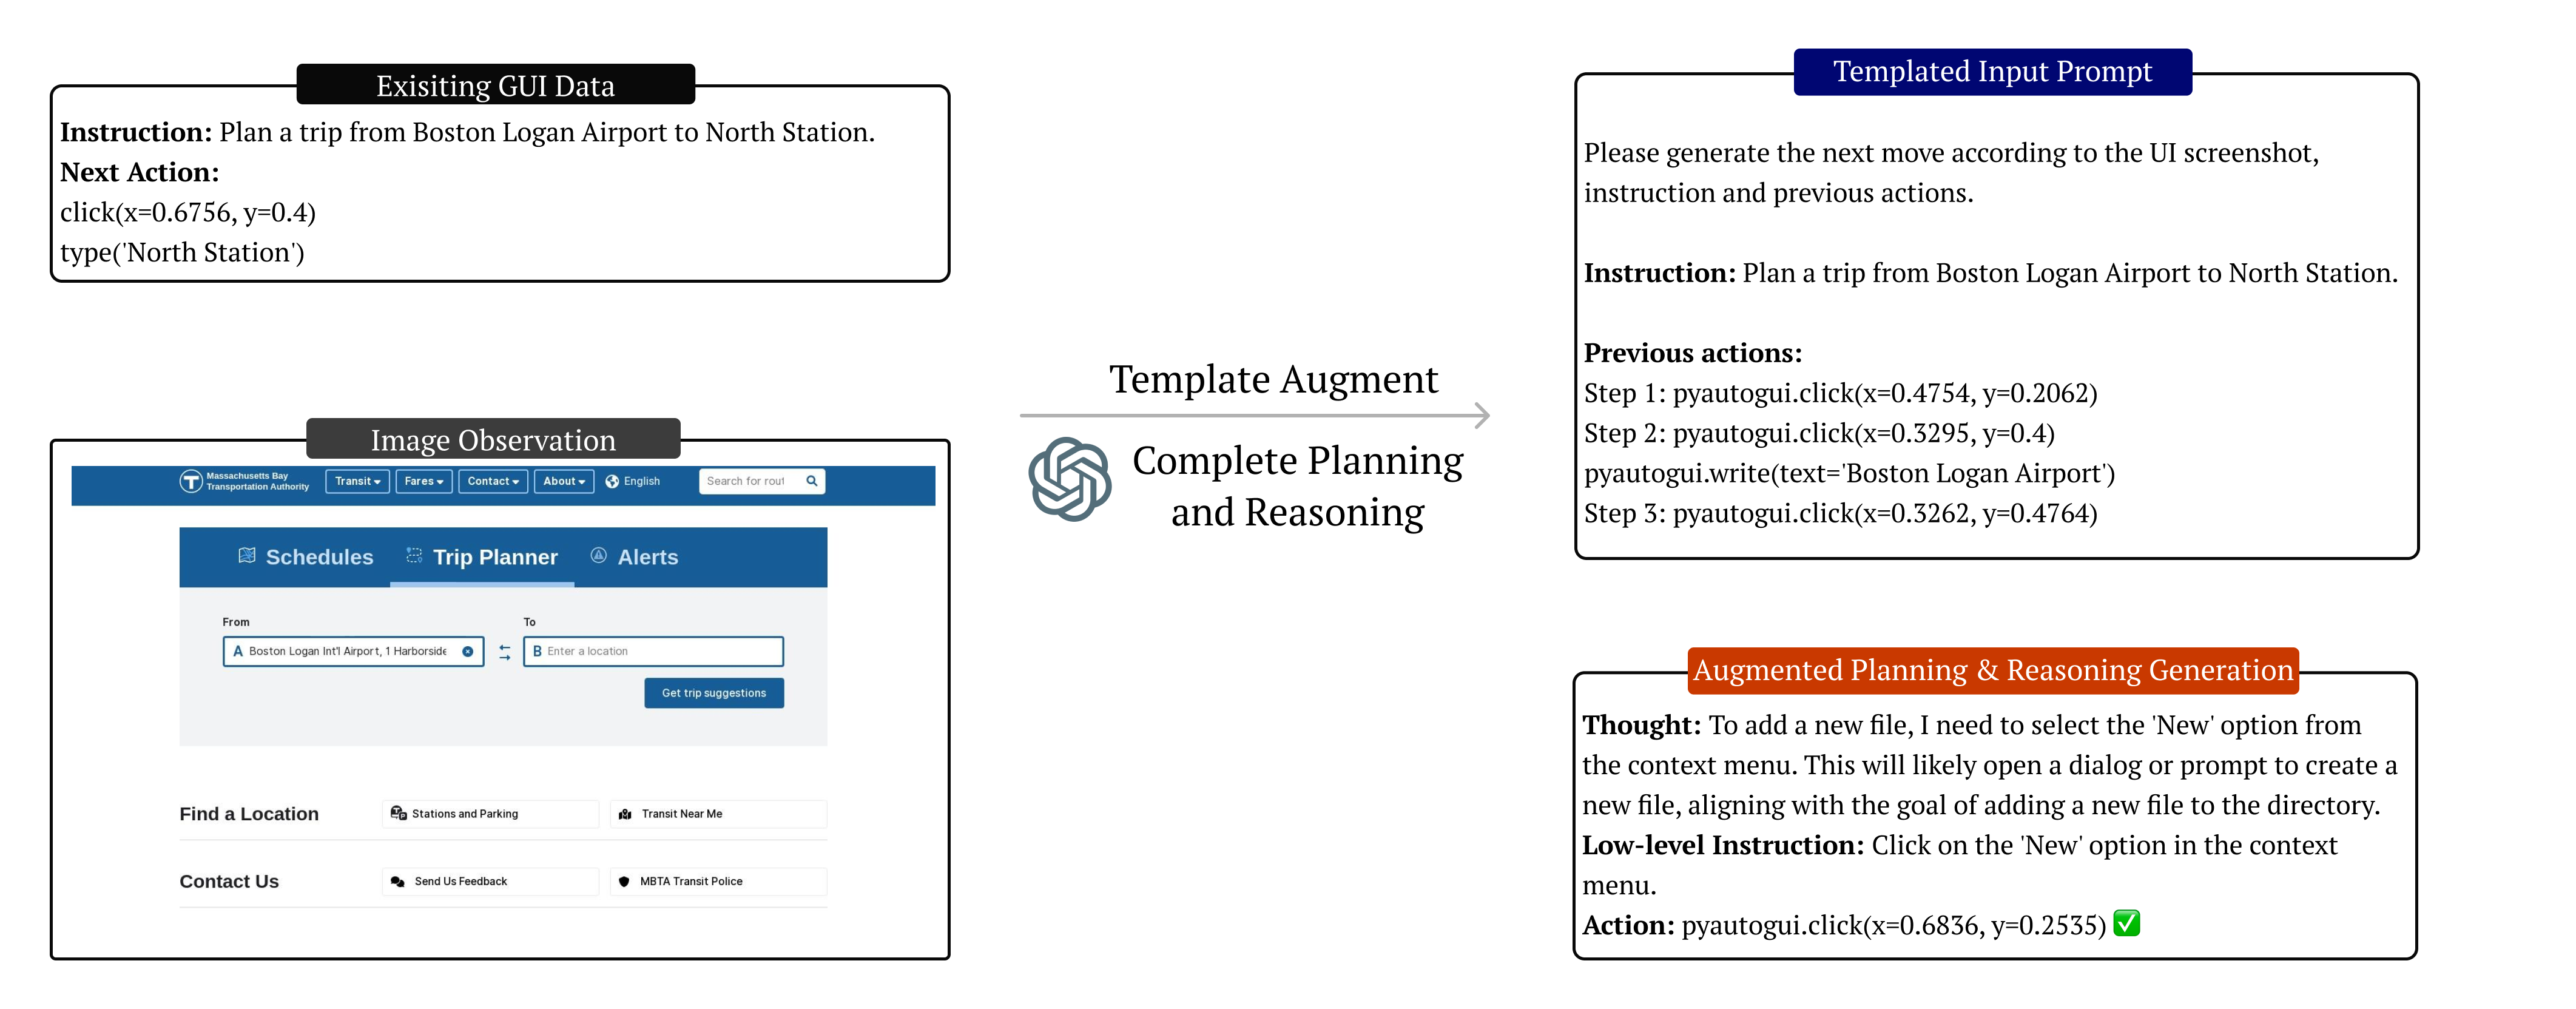 Exisiting GUI Data
Instruction: Plan a trip from Boston Logan Airport to North Station.
Next Action:
click(x=0.6756, y=0.4)
type('North Station')
Image Observation
Massachusetts Bay
Transportation Authority
Transit
Fares
Contact
About
English
Search for rout
Schedules
Trip Planner
Alerts
From
To
A Boston Logan Int'l Airport, 1 Harborside
B Enter a location
Get trip suggestions
Find a Location
Stations and Parking
Transit Near Me
Contact Us
Send Us Feedback
MBTA Transit Police
Template Augment
Complete Planning
and Reasoning
Templated Input Prompt
Please generate the next move according to the UI screenshot,
instruction and previous actions.
Instruction: Plan a trip from Boston Logan Airport to North Station.
Previous actions:
Step 1: pyautogui.click(x=0.4754, y=0.2062)
Step 2: pyautogui.click(x=0.3295, y=0.4)
pyautogui.write(text='Boston Logan Airport')
Step 3: pyautogui.click(x=0.3262, y=0.4764)
Augmented Planning & Reasoning Generation
Thought: To add a new file, I need to select the 'New' option from
the context menu. This will likely open a dialog or prompt to create a
new file, aligning with the goal of adding a new file to the directory.
Low-level Instruction: Click on the 'New' option in the context
menu.
Action: pyautogui.click(x=0.6836, y=0.2535) ✅